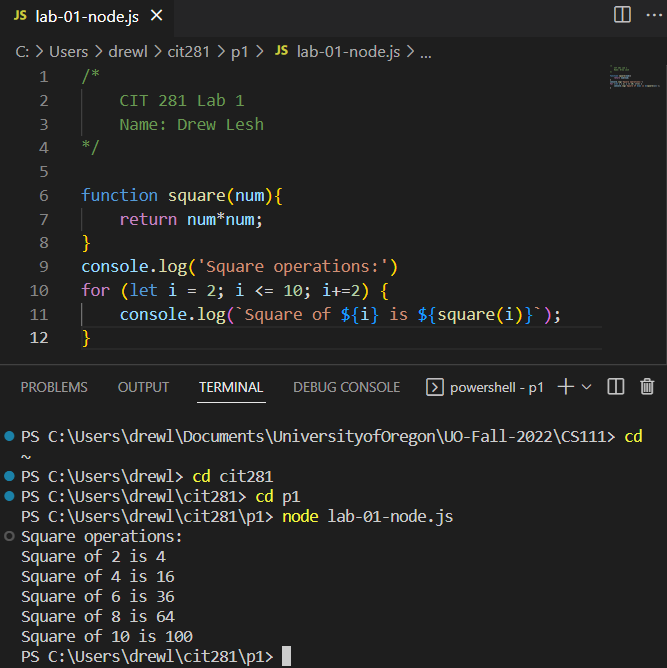 JS lab-01-node.js ×
C: > Users > drewl > cit281 > p1 > JS lab-01-node.js > ...
1 /*
2     CIT 281 Lab 1
3     Name: Drew Lesh
4 */
5
6 function square(num){
7     return num*num;
8 }
9 console.log('Square operations:')
10 for (let i = 2; i <= 10; i+=2) {
11     console.log(`Square of ${i} is ${square(i)}`);
12 }
PROBLEMS OUTPUT TERMINAL DEBUG CONSOLE powershell - p1
PS C:\Users\drewl\Documents\UniversityofOregon\UO-Fall-2022\CS111> cd
~
PS C:\Users\drewl> cd cit281
PS C:\Users\drewl\cit281> cd p1
PS C:\Users\drewl\cit281\p1> node lab-01-node.js
Square operations:
Square of 2 is 4
Square of 4 is 16
Square of 6 is 36
Square of 8 is 64
Square of 10 is 100
PS C:\Users\drewl\cit281\p1>